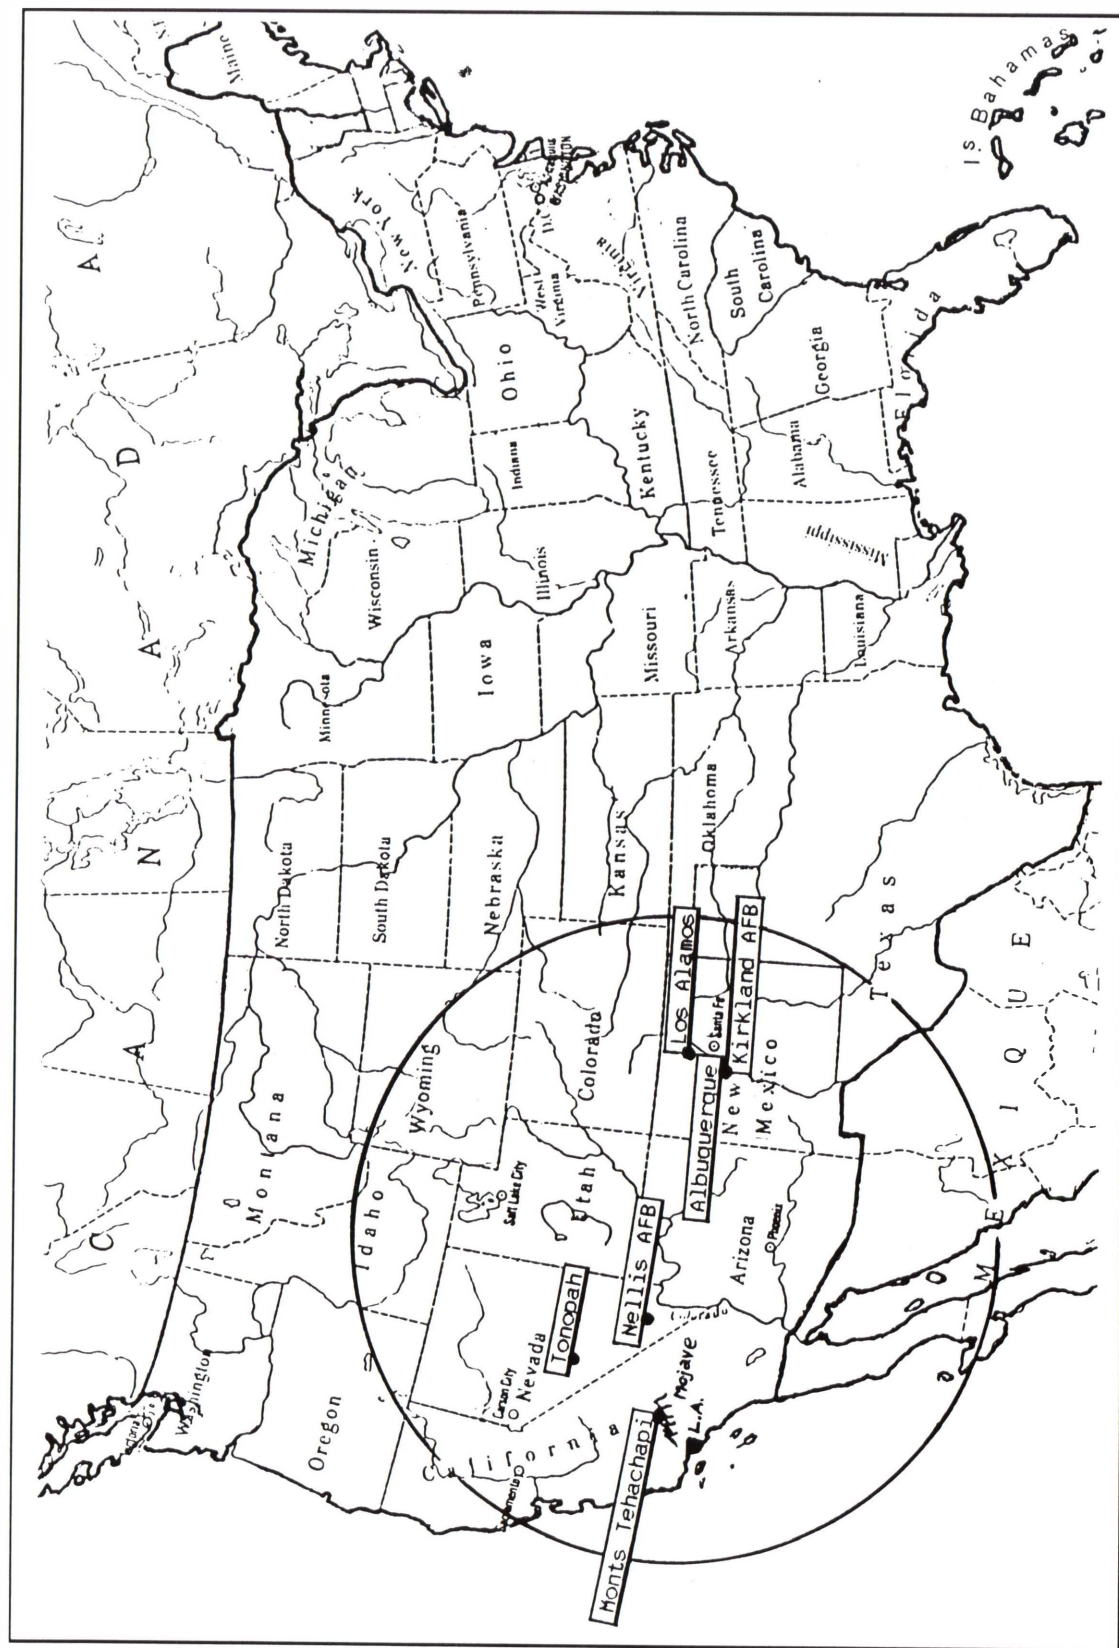 C A N A D A
Washington
Oregon
Idaho
Montana
North Dakota
South Dakota
Minnesota
Wisconsin
Michigan
New York
Maine
Wyoming
Nebraska
Iowa
Illinois
Indiana
Ohio
Pennsylvania
West
Virginia
Virginia
WASHINGTON
D.C.
California
Sacramento
Carson City
Nevada
Salt Lake City
Utah
Colorado
Kansas
Missouri
Kentucky
Tennessee
North Carolina
South
Carolina
Tonopah
Nellis AFB
Monts Tehachapi
Mojave
L.A.
Colorado
Arizona
Phoenix
Albuquerque
Los Alamos
Santa Fe
Kirkland AFB
New
Mexico
Oklahoma
Arkansas
Texas
Louisiana
Mississippi
Alabama
Georgia
Florida
Is Bahamas
M E X I Q U E